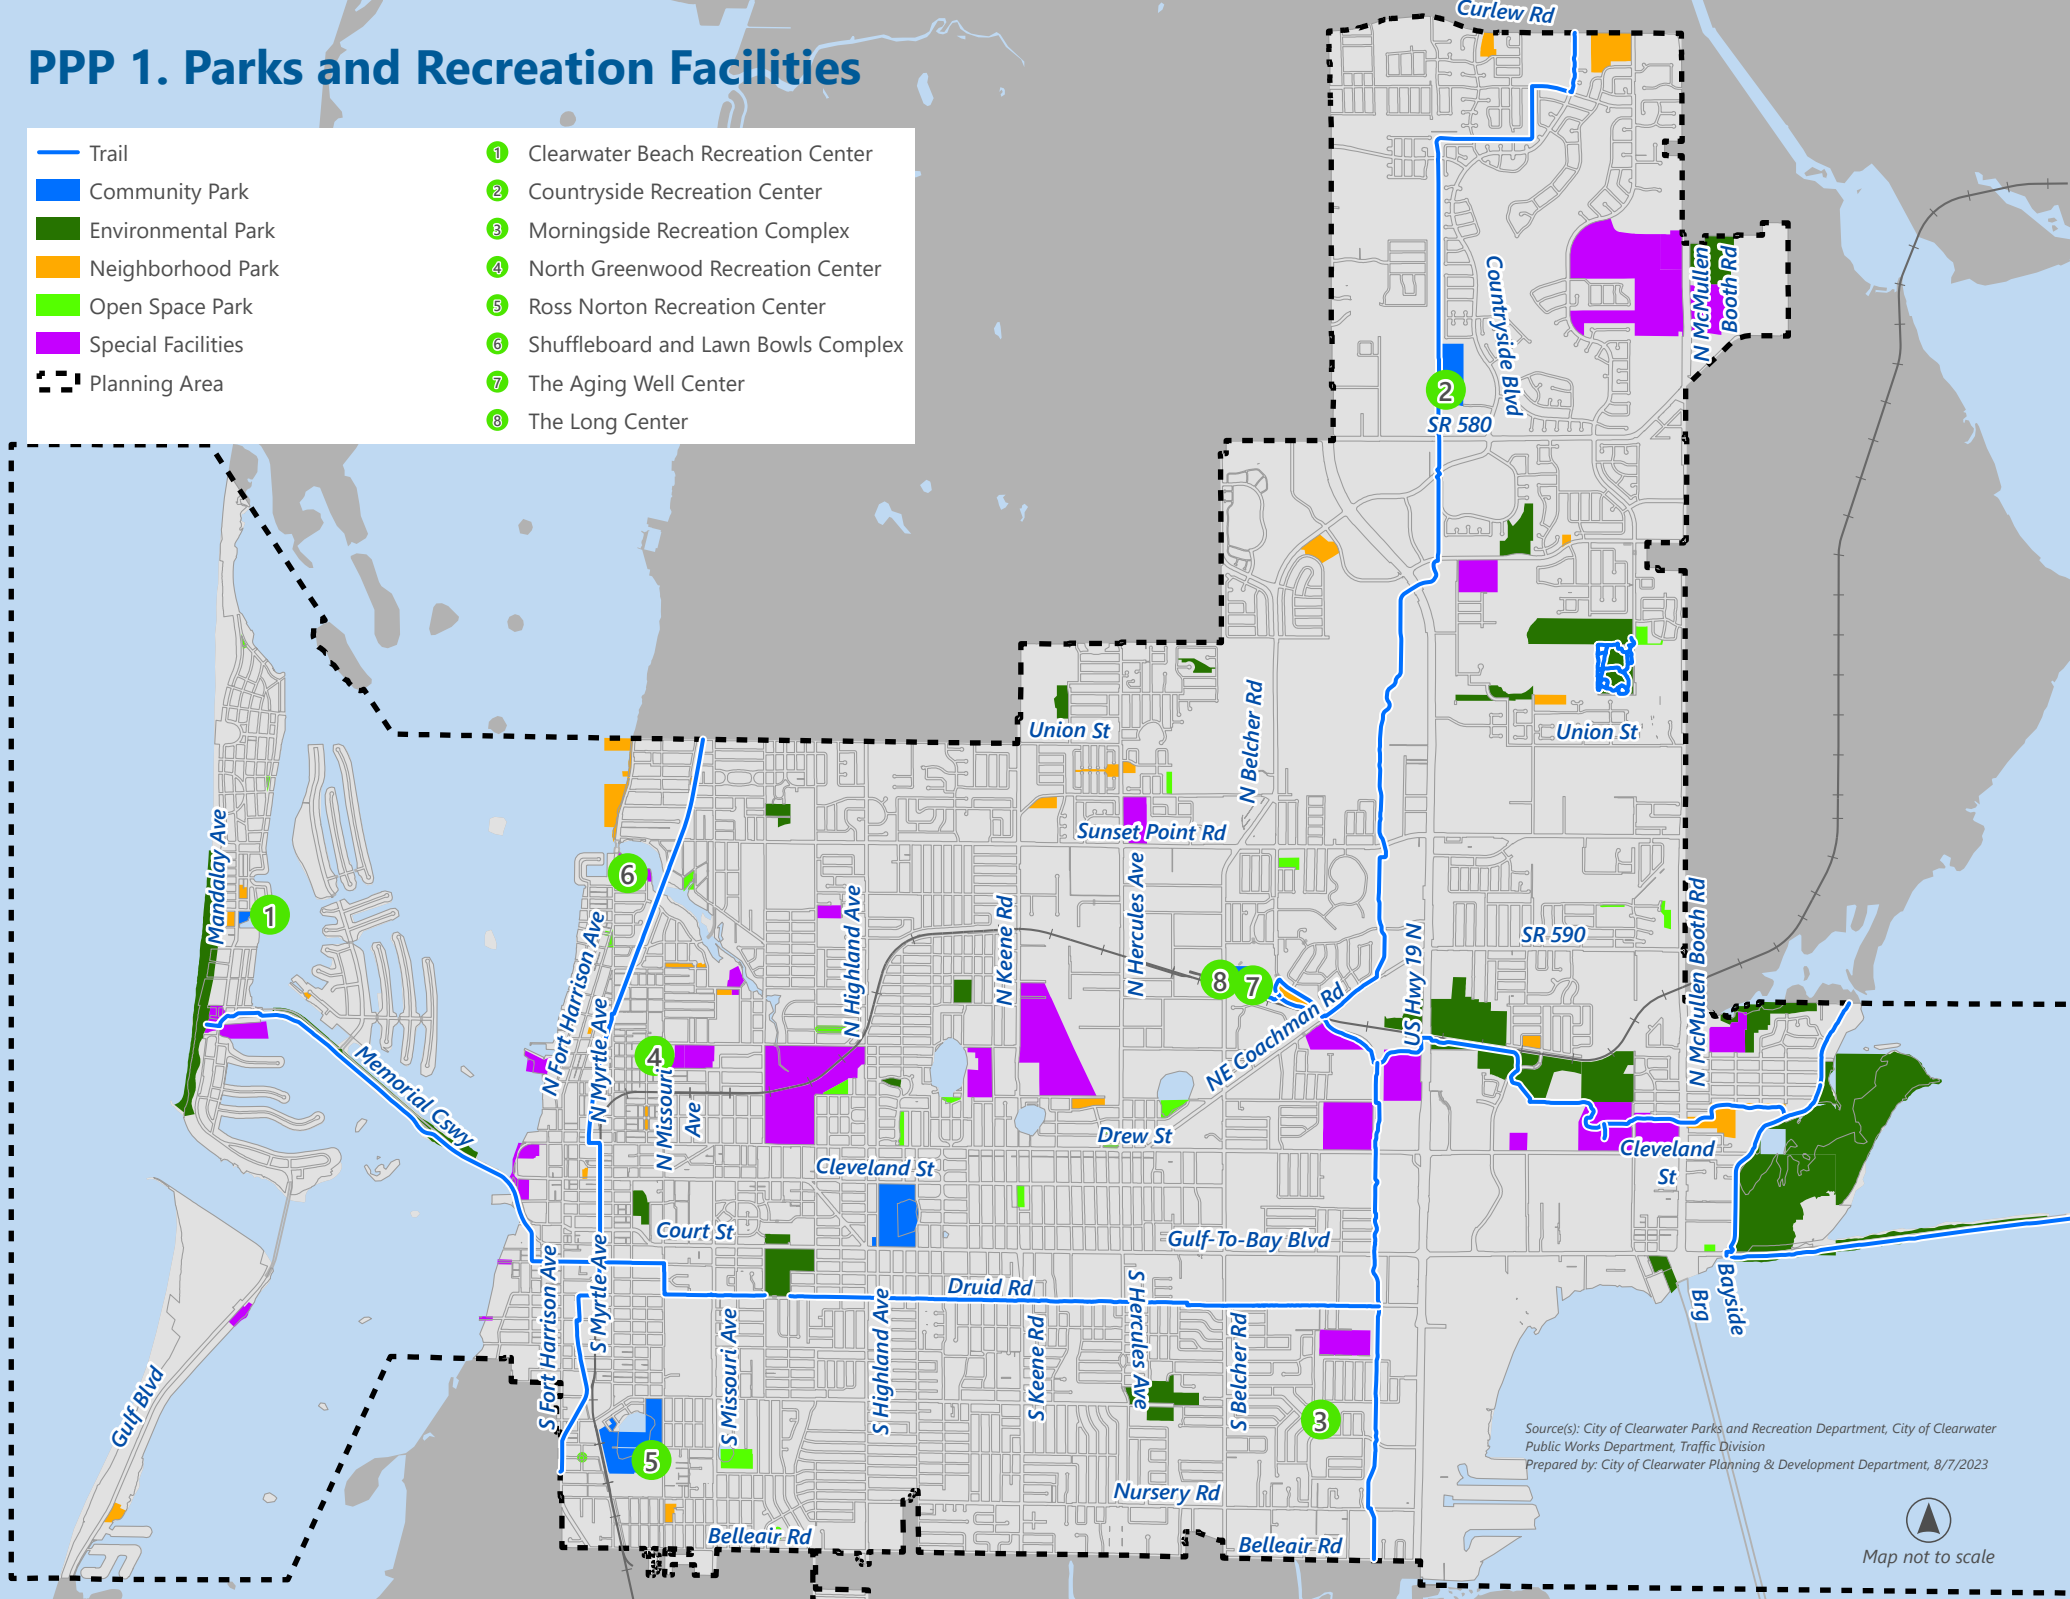 PPP 1. Parks and Recreation Facilities
Trail
Community Park
Environmental Park
Neighborhood Park
Open Space Park
Special Facilities
Planning Area
1 Clearwater Beach Recreation Center
2 Countryside Recreation Center
3 Morningside Recreation Complex
4 North Greenwood Recreation Center
5 Ross Norton Recreation Center
6 Shuffleboard and Lawn Bowls Complex
7 The Aging Well Center
8 The Long Center
Curlew Rd
N McMullen
Booth Rd
Countryside Blvd
2
SR 580
Union St
N Belcher Rd
Union St
Sunset Point Rd
Mandalay Ave
6
1
N Fort Harrison Ave
N Highland Ave
N Keene Rd
N Hercules Ave
US Hwy 19 N
SR 590
N McMullen Booth Rd
8
7
NE Coachman Rd
N Myrtle Ave
4
N Missouri
Ave
Memorial Cswy
Drew St
Cleveland St
Cleveland
St
Court St
Gulf-To-Bay Blvd
Druid Rd
S Fort Harrison Ave
S Myrtle Ave
S Missouri Ave
S Highland Ave
S Keene Rd
S Hercules Ave
S Belcher Rd
Bayside
Brg
Gulf Blvd
3
5
Nursery Rd
Belleair Rd
Belleair Rd
Source(s): City of Clearwater Parks and Recreation Department, City of Clearwater
Public Works Department, Traffic Division
Prepared by: City of Clearwater Planning & Development Department, 8/7/2023
Map not to scale